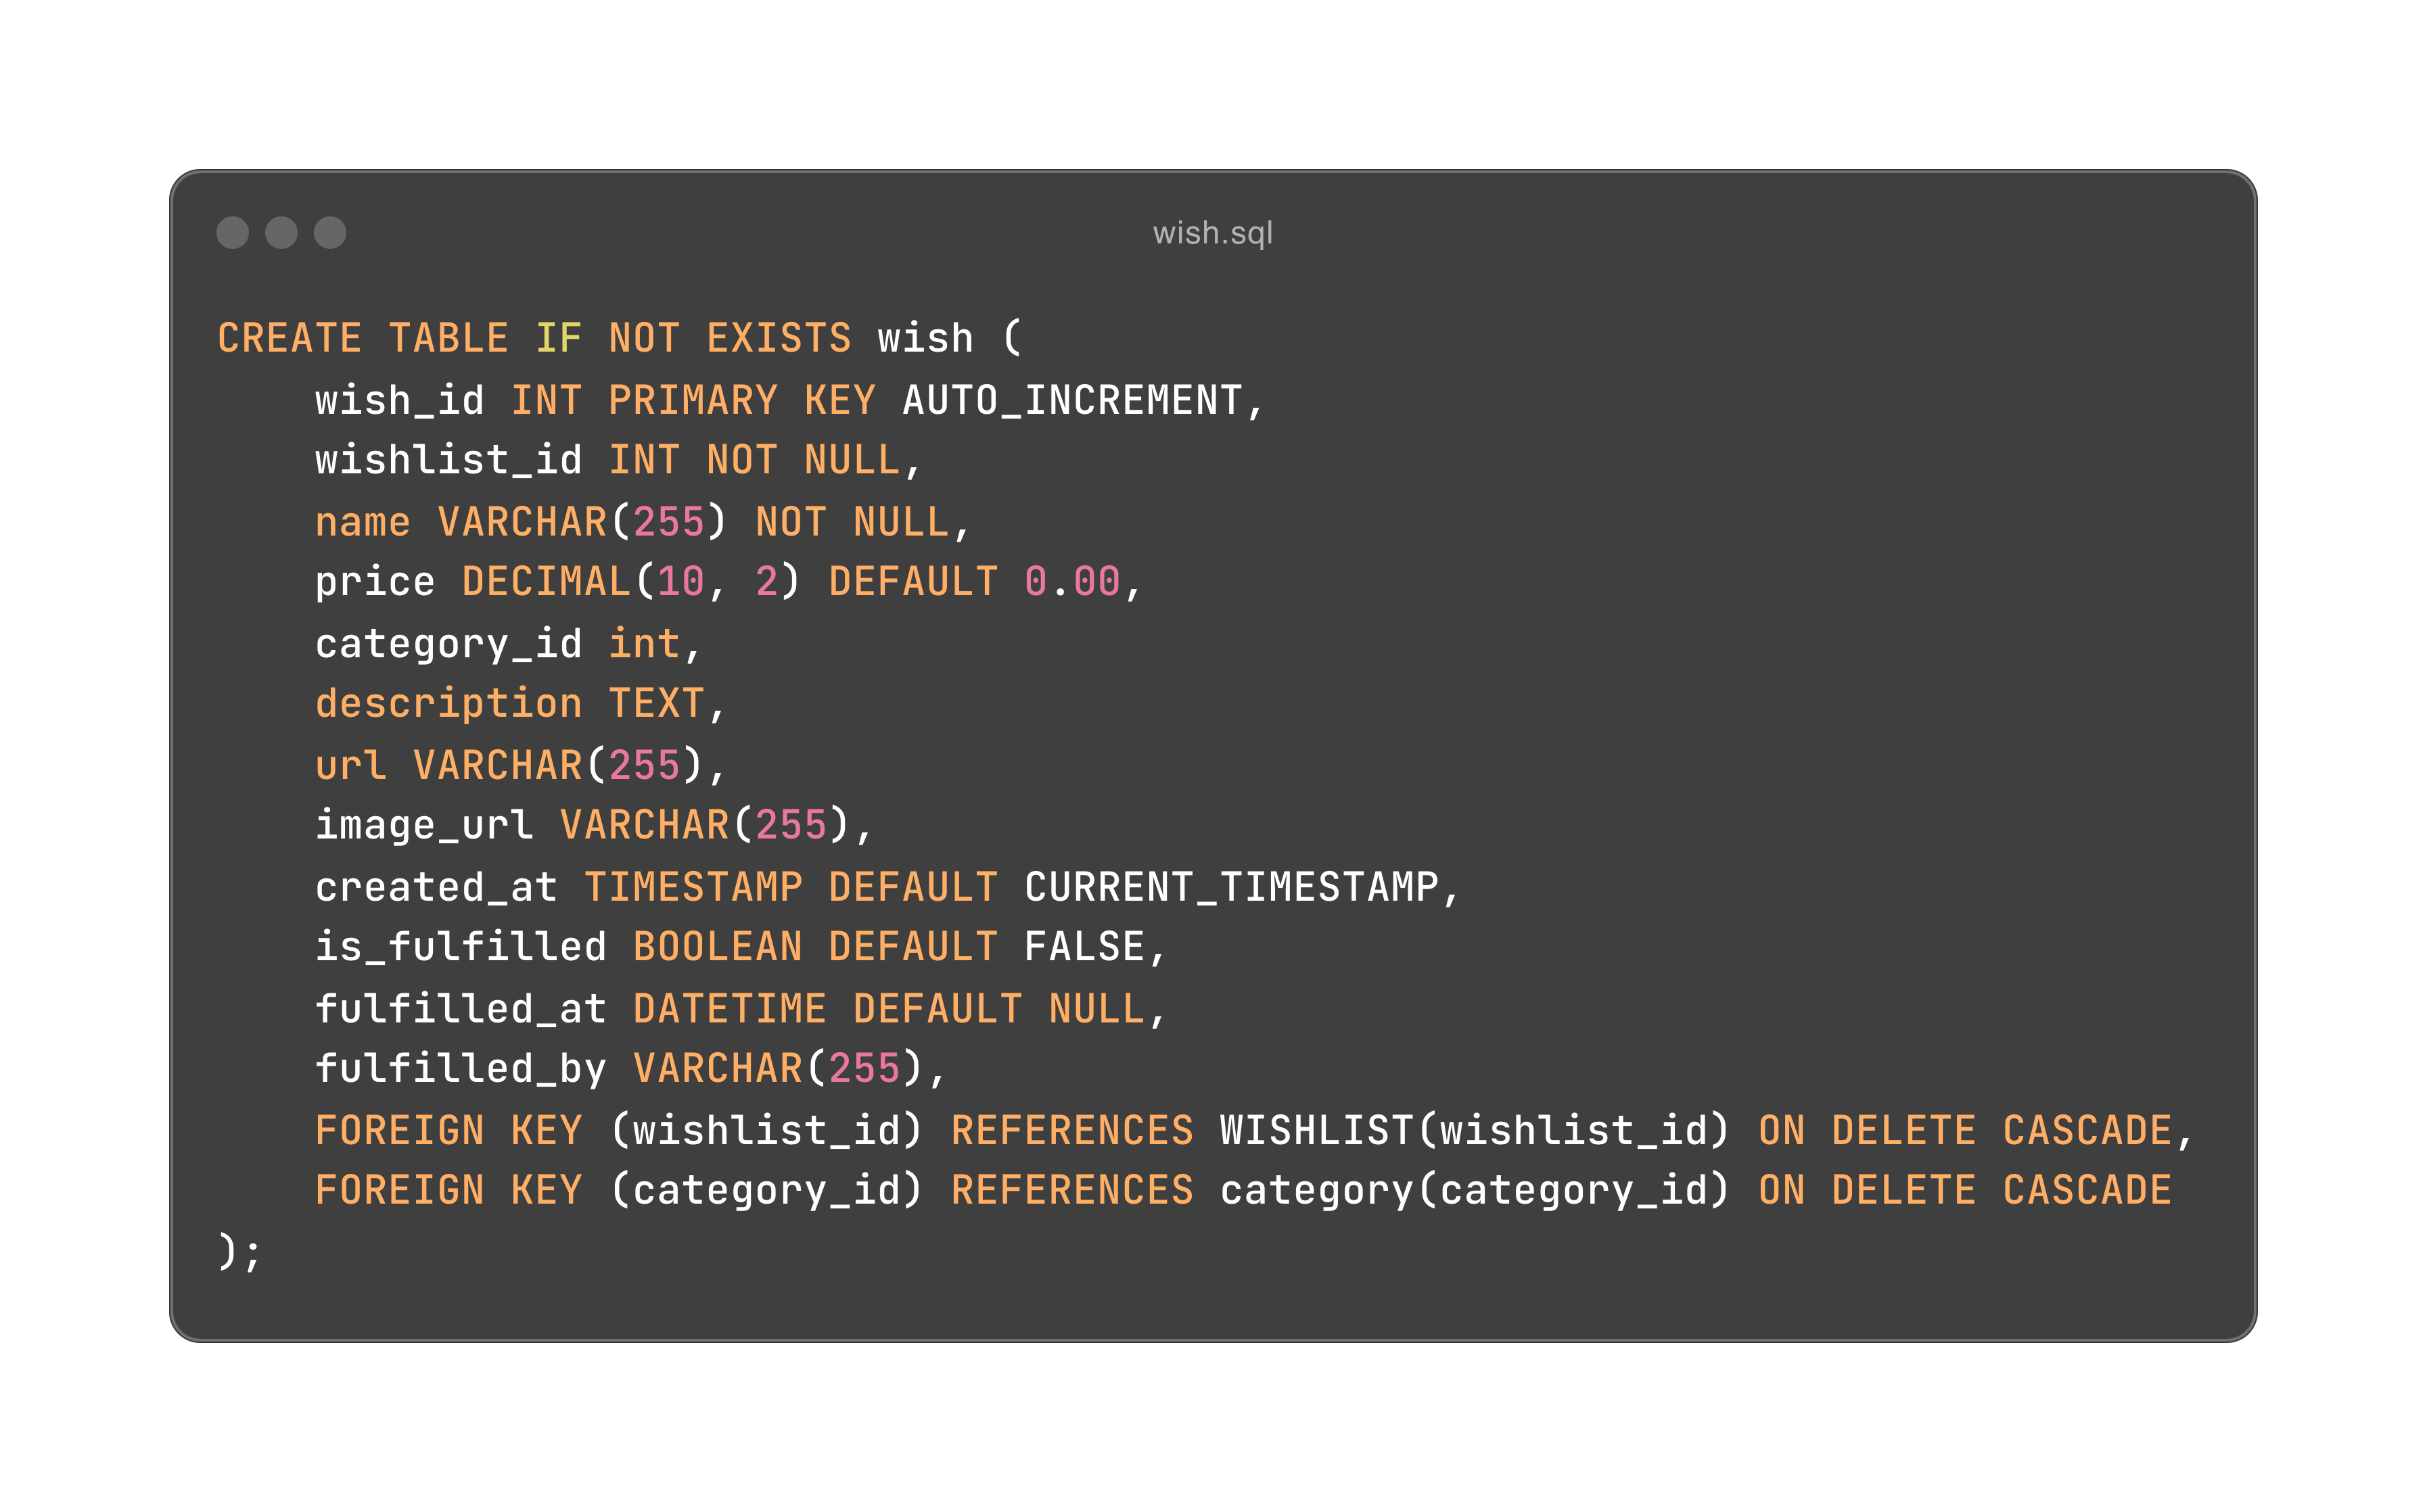 wish.sql
CREATE TABLE IF NOT EXISTS wish (
    wish_id INT PRIMARY KEY AUTO_INCREMENT,
    wishlist_id INT NOT NULL,
    name VARCHAR(255) NOT NULL,
    price DECIMAL(10, 2) DEFAULT 0.00,
    category_id int,
    description TEXT,
    url VARCHAR(255),
    image_url VARCHAR(255),
    created_at TIMESTAMP DEFAULT CURRENT_TIMESTAMP,
    is_fulfilled BOOLEAN DEFAULT FALSE,
    fulfilled_at DATETIME DEFAULT NULL,
    fulfilled_by VARCHAR(255),
    FOREIGN KEY (wishlist_id) REFERENCES WISHLIST(wishlist_id) ON DELETE CASCADE,
    FOREIGN KEY (category_id) REFERENCES category(category_id) ON DELETE CASCADE
);